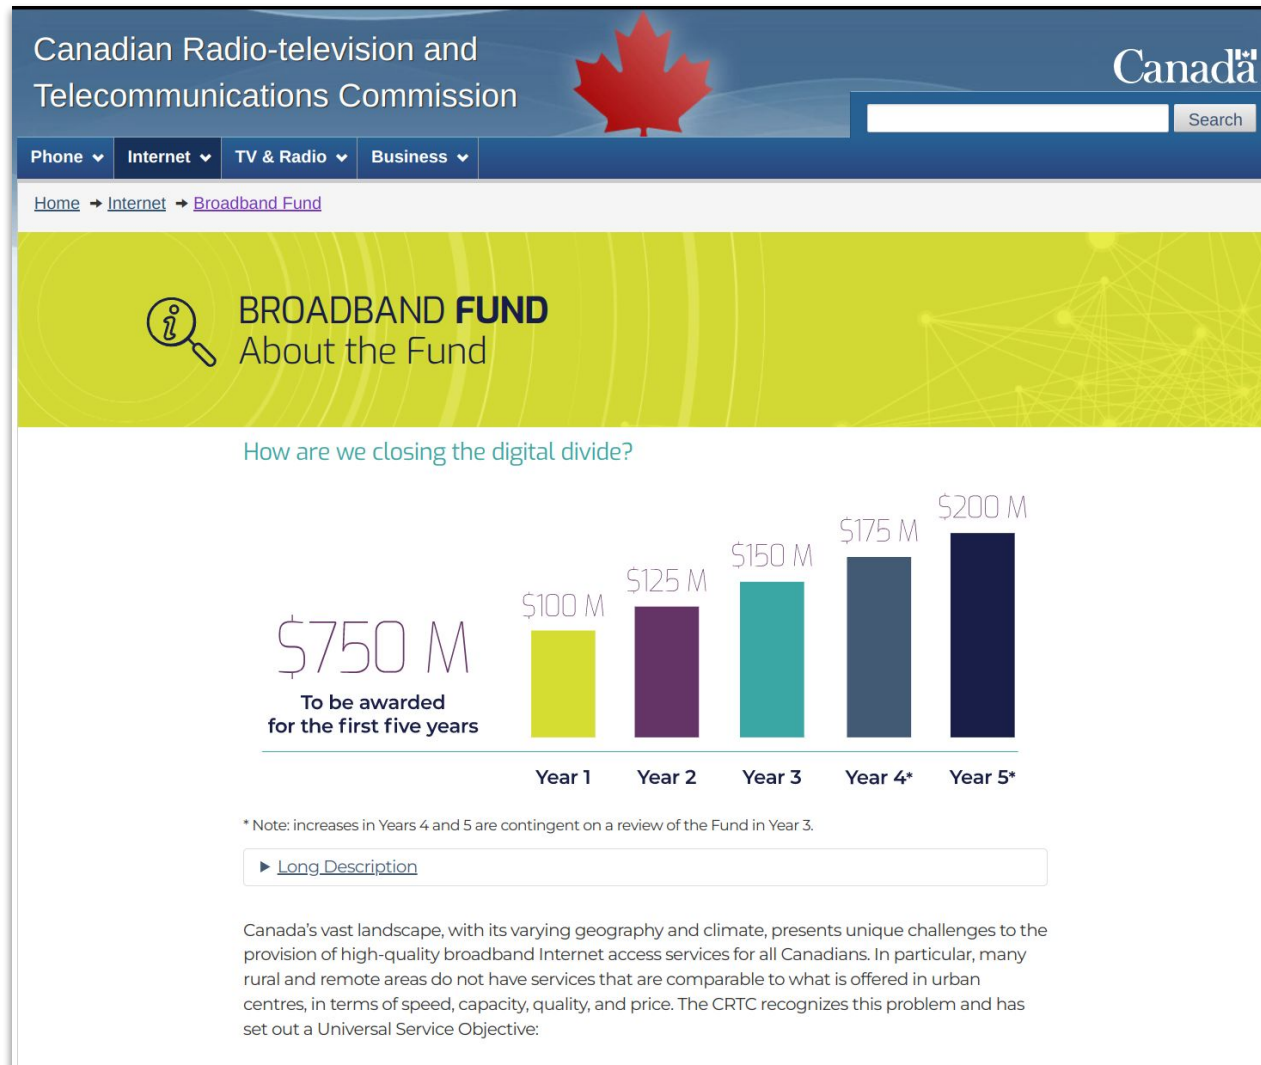 Canadian Radio-television and
Telecommunications Commission
Canada
Search
Phone
Internet
TV & Radio
Business
Home → Internet → Broadband Fund
BROADBAND FUND
About the Fund
How are we closing the digital divide?
$750 M
To be awarded
for the first five years
$100 M
$125 M
$150 M
$175 M
$200 M
Year 1
Year 2
Year 3
Year 4*
Year 5*
* Note: increases in Years 4 and 5 are contingent on a review of the Fund in Year 3.
Long Description
Canada’s vast landscape, with its varying geography and climate, presents unique challenges to the
provision of high-quality broadband Internet access services for all Canadians. In particular, many
rural and remote areas do not have services that are comparable to what is offered in urban
centres, in terms of speed, capacity, quality, and price. The CRTC recognizes this problem and has
set out a Universal Service Objective: